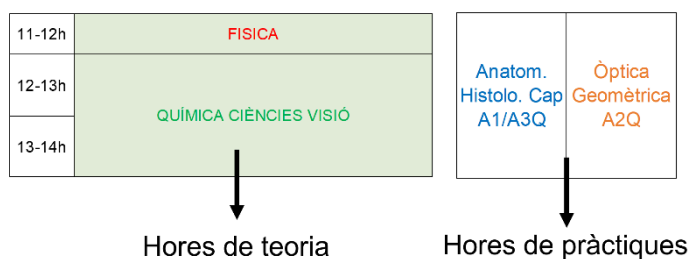 11-12h
FISICA
12-13h
QUÍMICA CIÈNCIES VISIÓ
13-14h
Hores de teoria
Anatom.
Histolo. Cap
A1/A3Q
Òptica
Geomètrica
A2Q
Hores de pràctiques